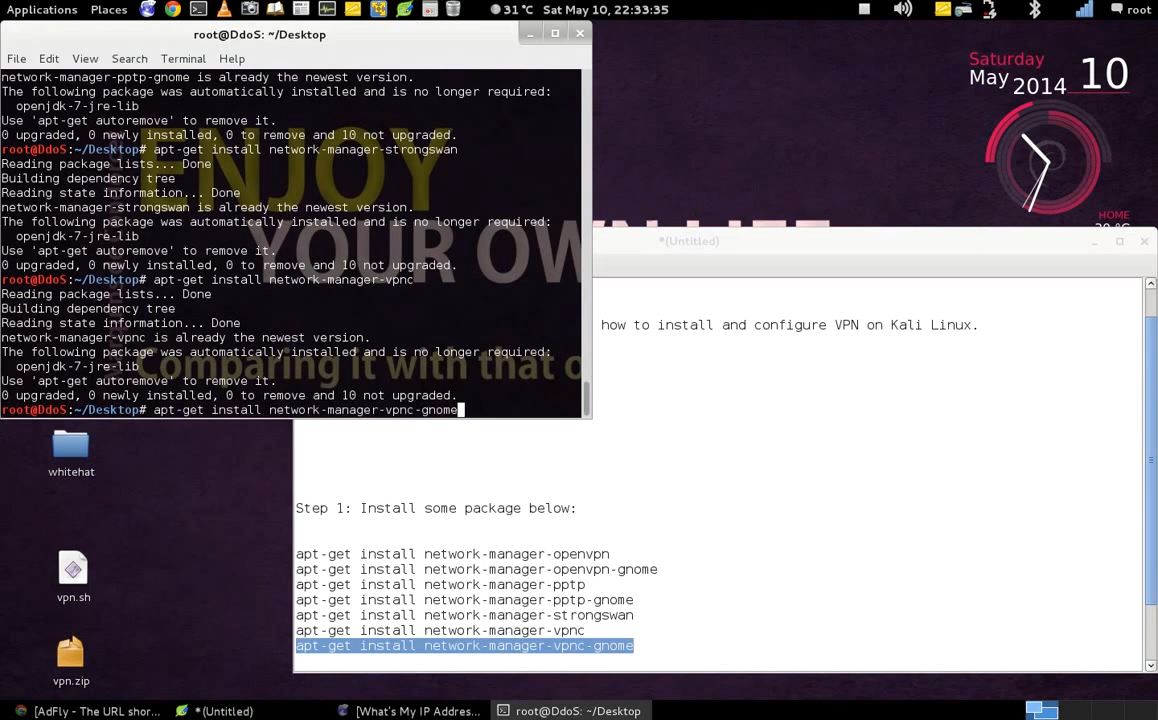 Applications Places 31 °C Sat May 10, 22:33:35 root
root@DdoS: ~/Desktop
File Edit View Search Terminal Help
network-manager-pptp-gnome is already the newest version.
The following package was automatically installed and is no longer required:
openjdk-7-jre-lib
Use 'apt-get autoremove' to remove it.
0 upgraded, 0 newly installed, 0 to remove and 10 not upgraded.
root@DdoS:~/Desktop# apt-get install network-manager-strongswan
Reading package lists... Done
Building dependency tree
Reading state information... Done
network-manager-strongswan is already the newest version.
The following package was automatically installed and is no longer required:
openjdk-7-jre-lib
Use 'apt-get autoremove' to remove it.
0 upgraded, 0 newly installed, 0 to remove and 10 not upgraded.
root@DdoS:~/Desktop# apt-get install network-manager-vpnc
Reading package lists... Done
Building dependency tree
Reading state information... Done
network-manager-vpnc is already the newest version.
The following package was automatically installed and is no longer required:
openjdk-7-jre-lib
Use 'apt-get autoremove' to remove it.
0 upgraded, 0 newly installed, 0 to remove and 10 not upgraded.
root@DdoS:~/Desktop# apt-get install network-manager-vpnc-gnome
ENJOY
YOUR OW
Comparing it with that o
Saturday
May 2014 10
HOME
*(Untitled)
how to install and configure VPN on Kali Linux.
Step 1: Install some package below:
apt-get install network-manager-openvpn
apt-get install network-manager-openvpn-gnome
apt-get install network-manager-pptp
apt-get install network-manager-pptp-gnome
apt-get install network-manager-strongswan
apt-get install network-manager-vpnc
apt-get install network-manager-vpnc-gnome
whitehat
vpn.sh
vpn.zip
[AdFly - The URL shor... *(Untitled) [What's My IP Addres... root@DdoS: ~/Desktop